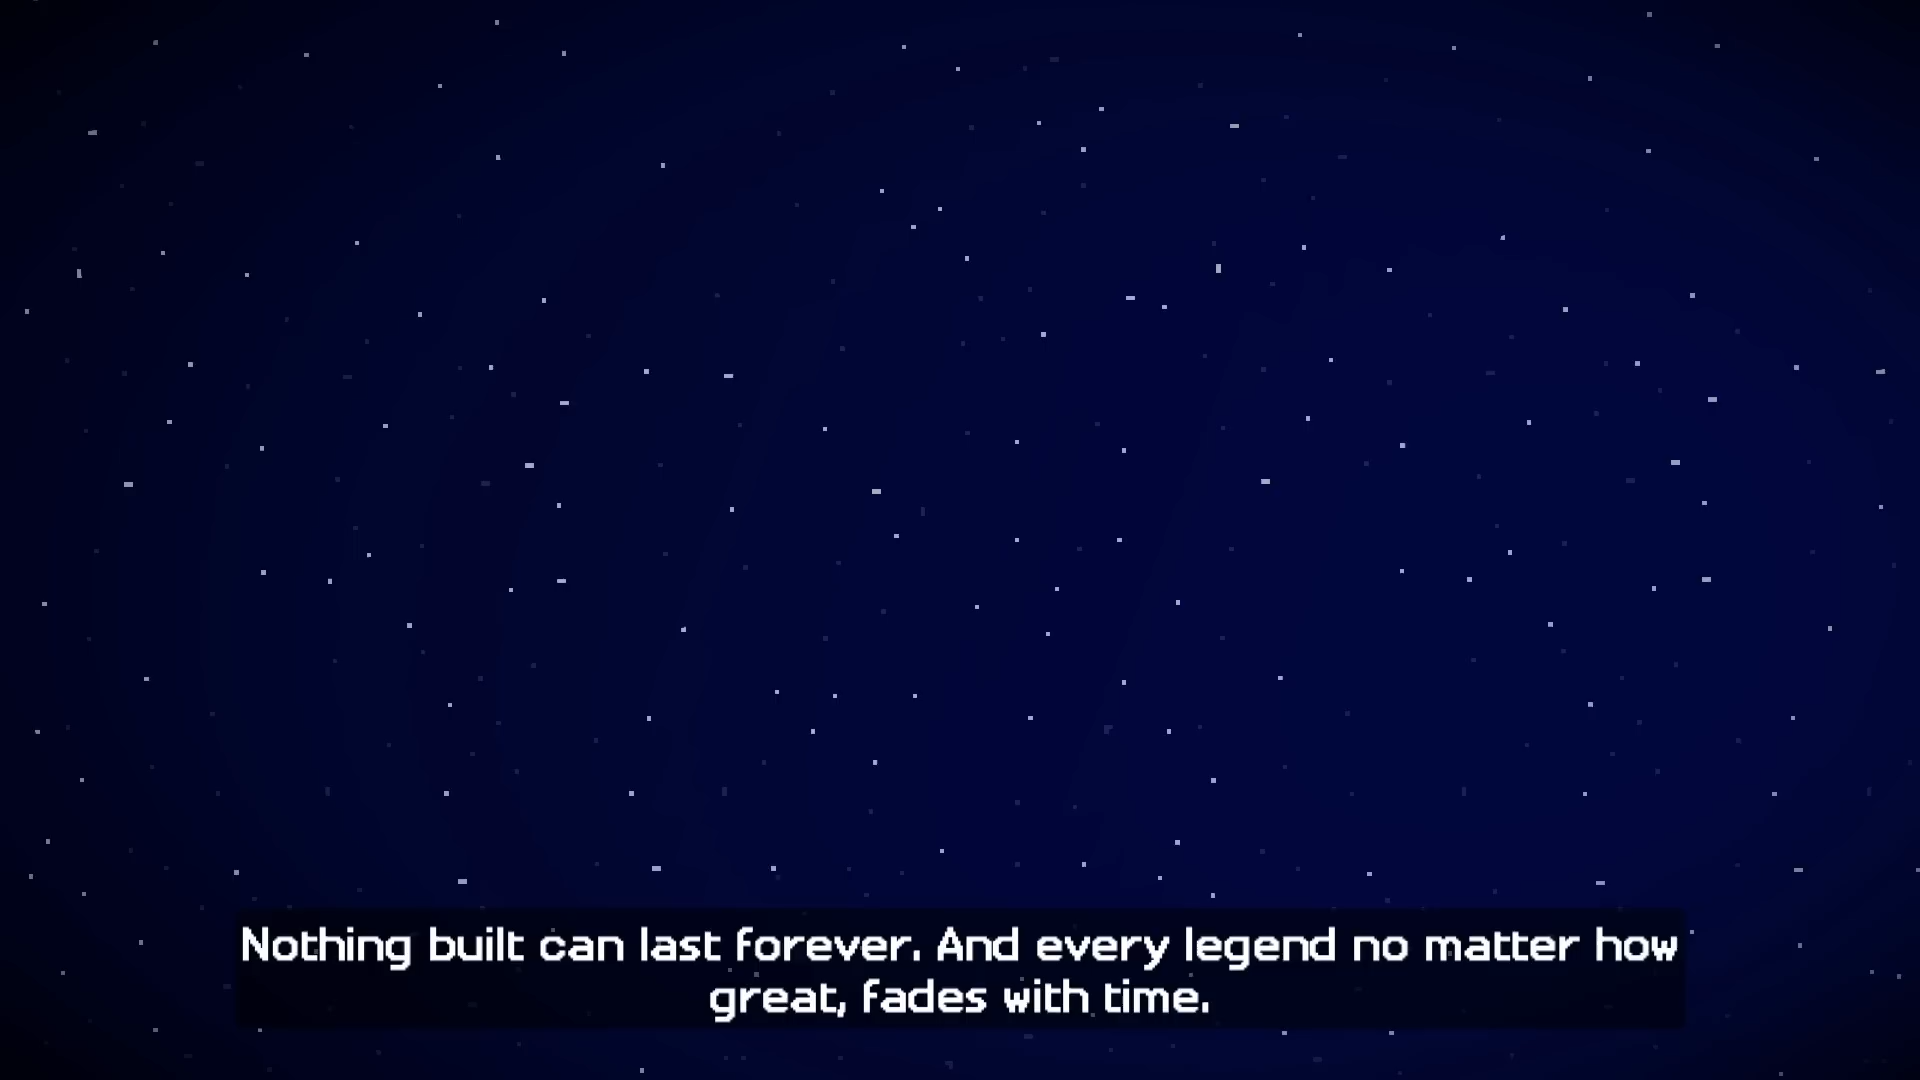 Nothing built can last forever. And every legend no matter how
great, fades with time.